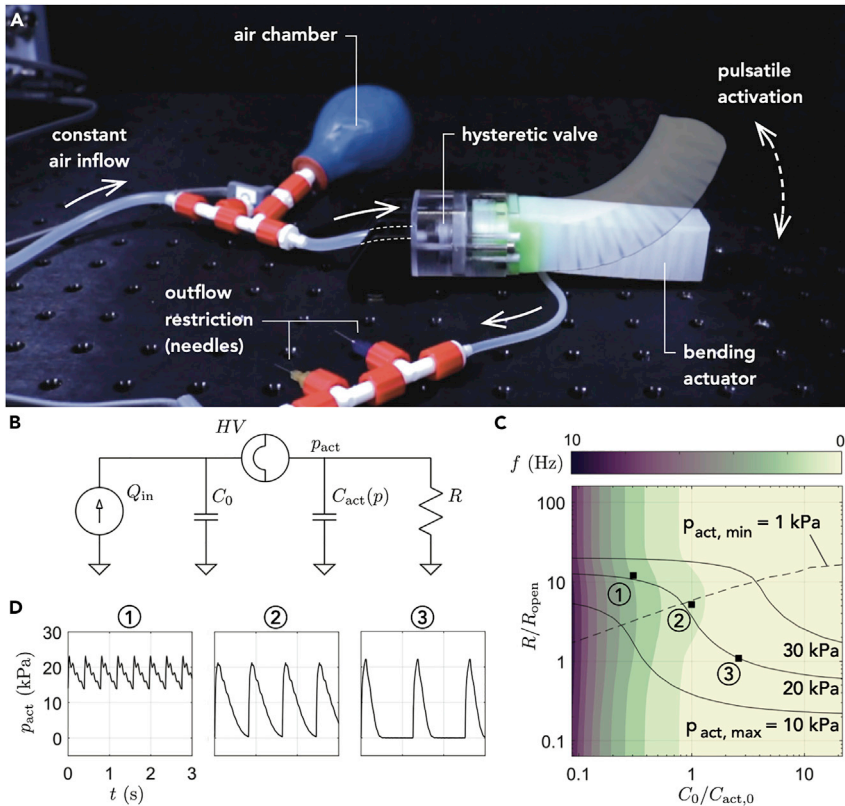 A
air chamber
pulsatile
activation
constant
air inflow
hysteretic valve
outflow
restriction
(needles)
bending
actuator
B
HV
p_act
Q_in
C_0
C_act(p)
R
C
10
0
f (Hz)
100
10
1
0.1
R/R_open
p_act, min = 1 kPa
①
②
③
30 kPa
20 kPa
p_act, max = 10 kPa
0.1
1
10
C_0/C_act,0
D
①
②
③
30
20
10
0
p_act (kPa)
0
1
2
3
t (s)